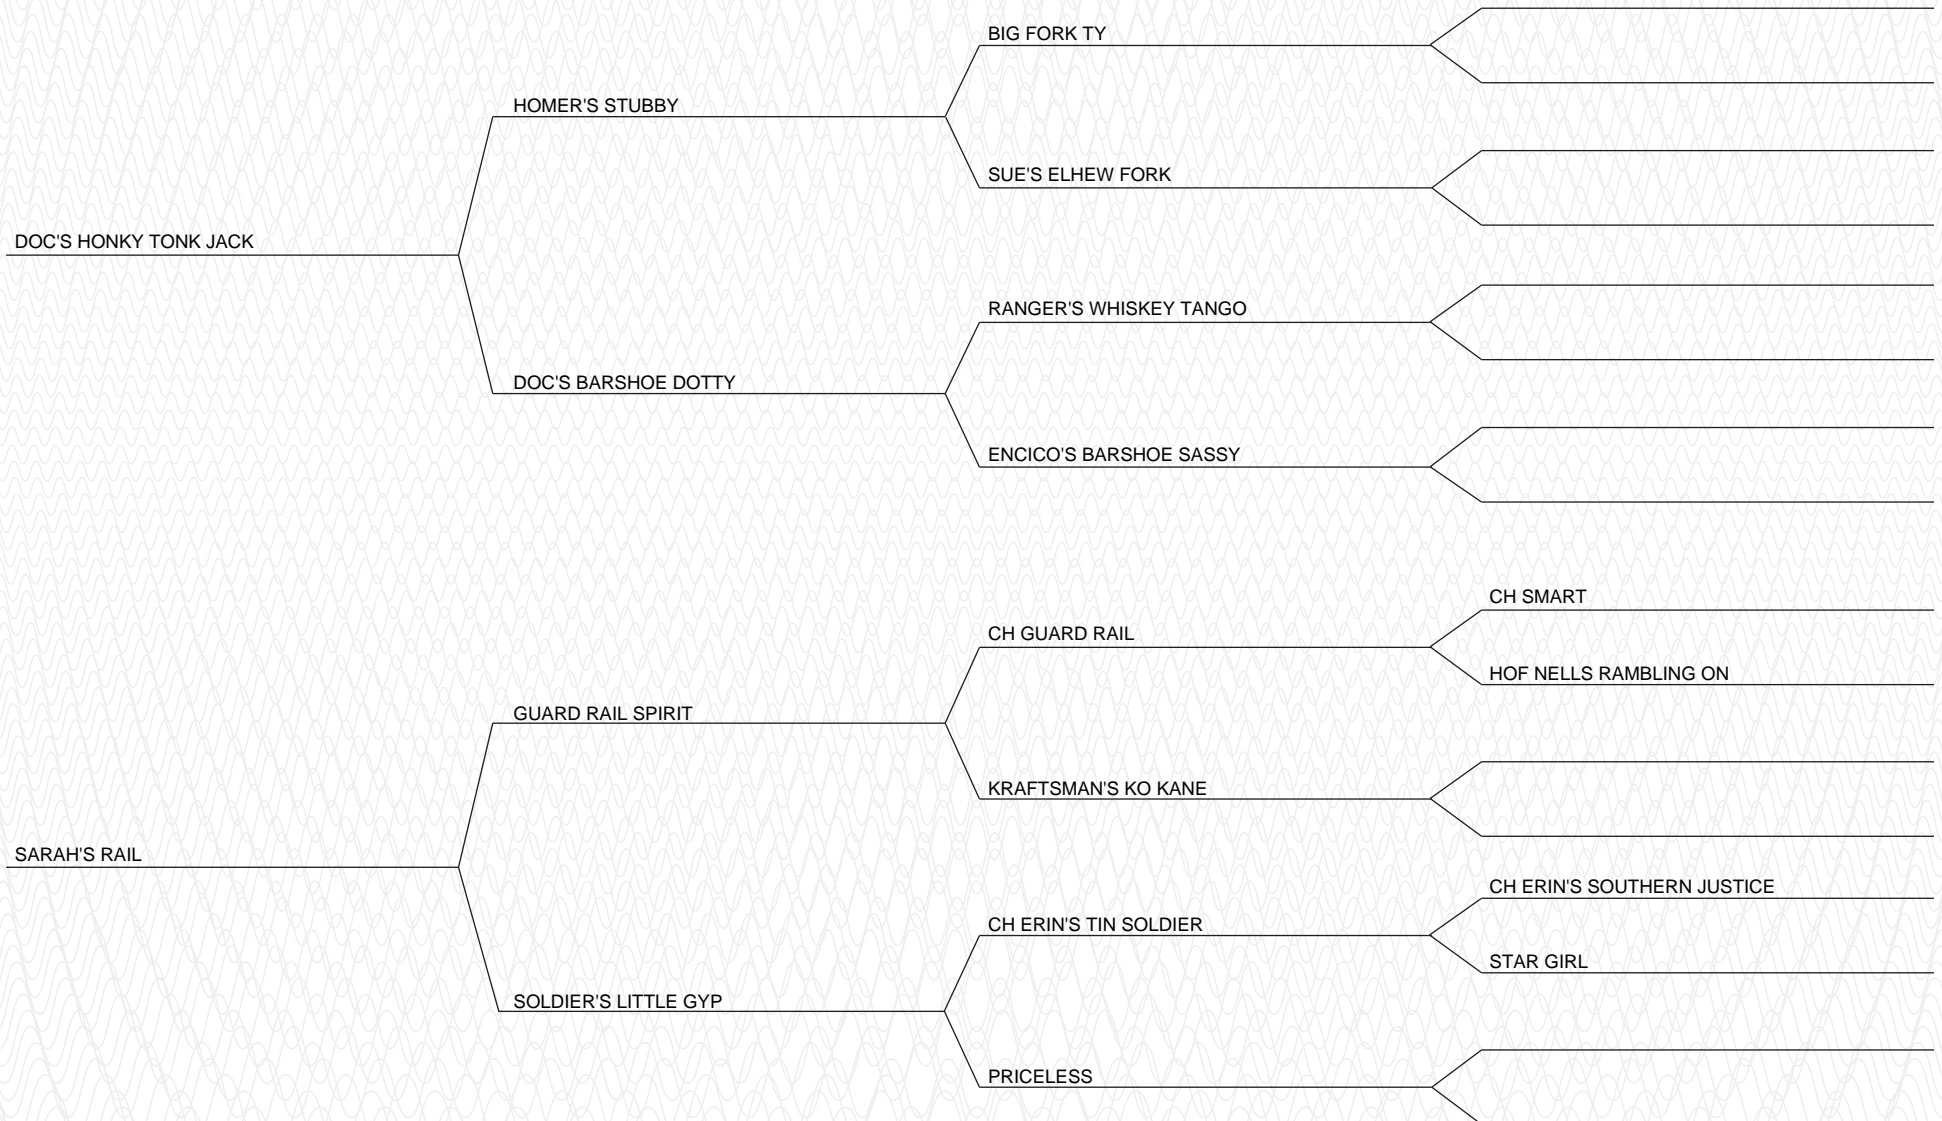 BIG FORK TY
HOMER'S STUBBY
SUE'S ELHEW FORK
DOC'S HONKY TONK JACK
RANGER'S WHISKEY TANGO
DOC'S BARSHOE DOTTY
ENCICO'S BARSHOE SASSY
CH SMART
CH GUARD RAIL
HOF NELLS RAMBLING ON
GUARD RAIL SPIRIT
KRAFTSMAN'S KO KANE
SARAH'S RAIL
CH ERIN'S SOUTHERN JUSTICE
CH ERIN'S TIN SOLDIER
STAR GIRL
SOLDIER'S LITTLE GYP
PRICELESS